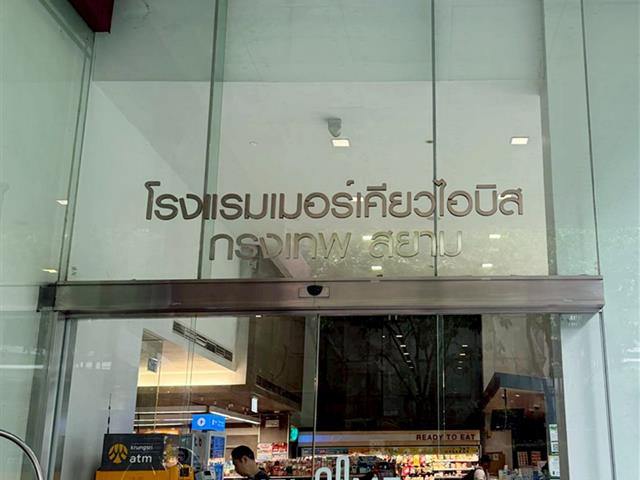 โรงแรมเมอร์เคียวไอบิส
กรุงเทพ สยาม
READY TO EAT
krungsri
atm